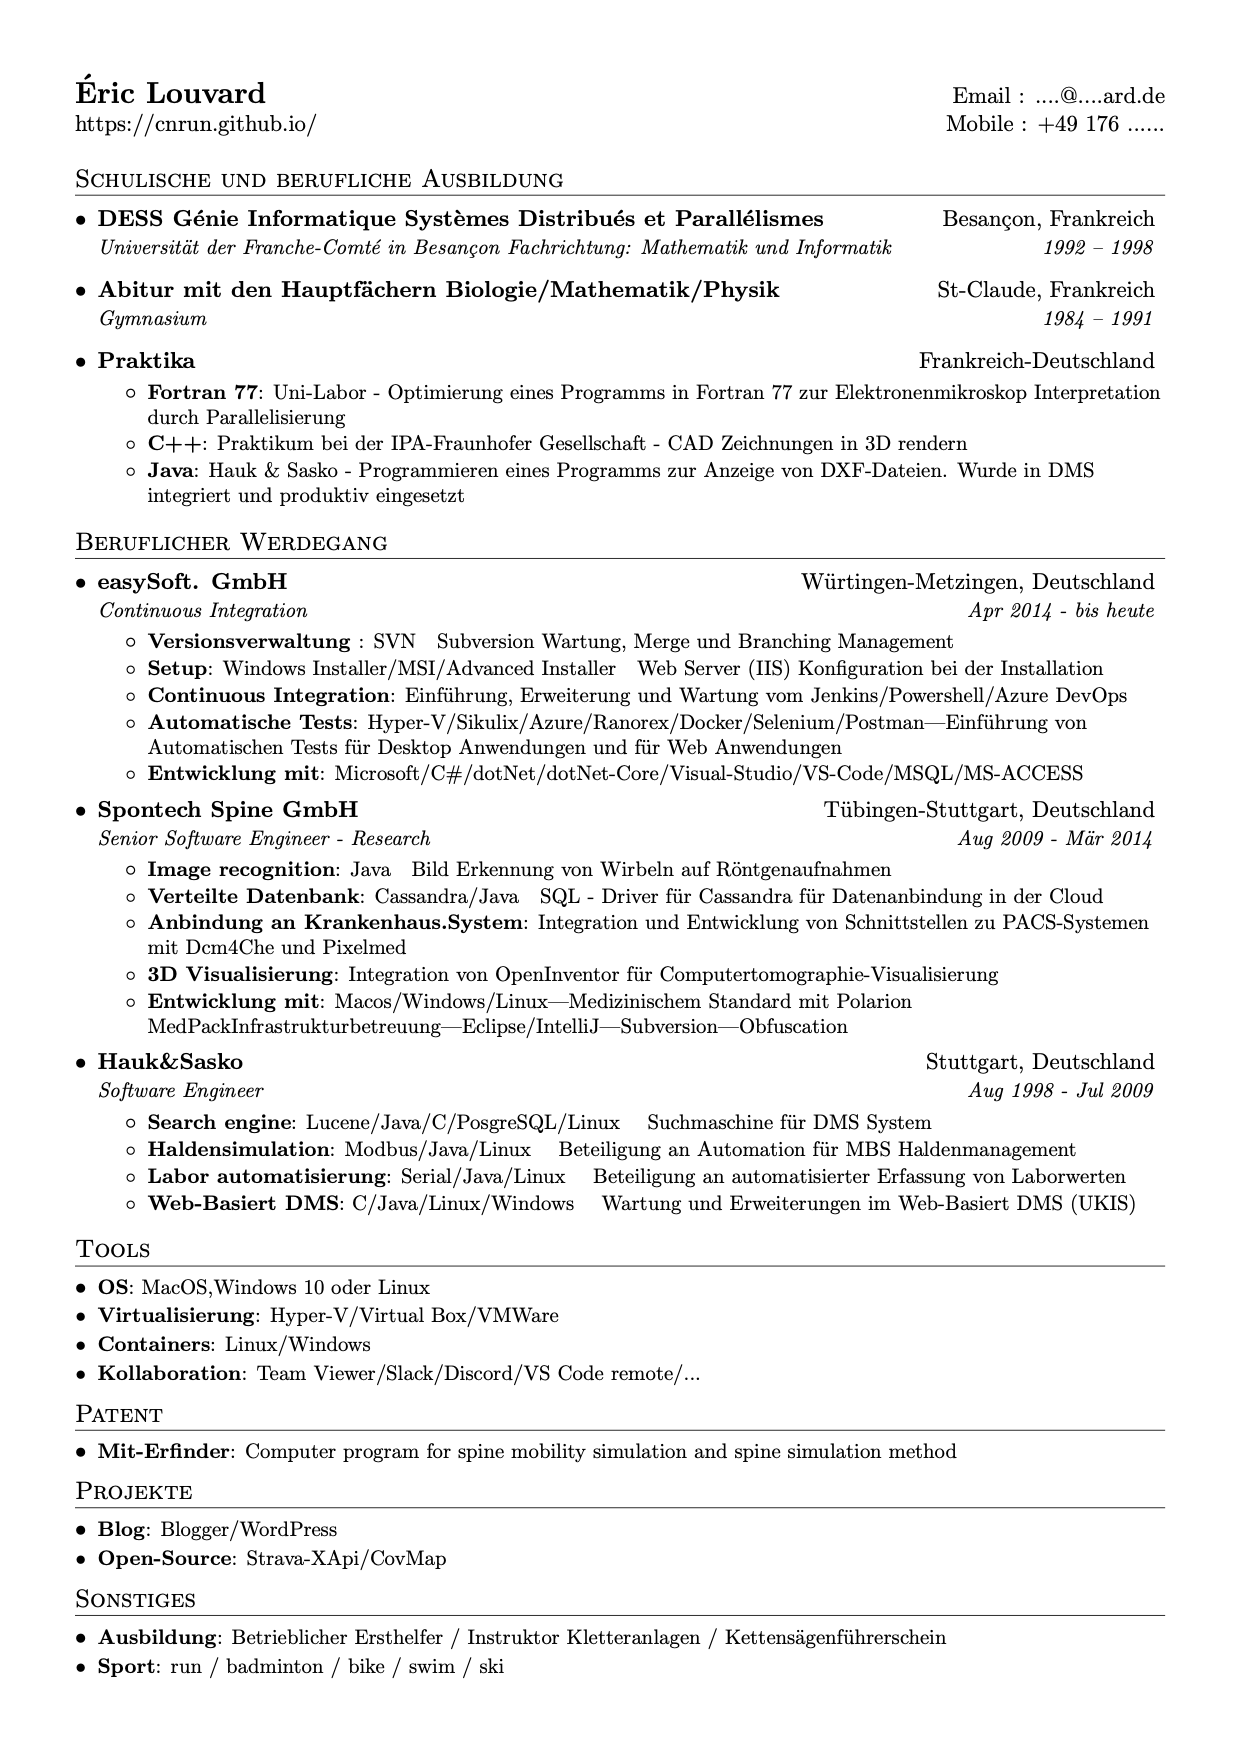 Éric Louvard
Email : ....@....ard.de
https://cnrun.github.io/
Mobile : +49 176 ......
Schulische und berufliche Ausbildung
• DESS Génie Informatique Systèmes Distribués et Parallélismes Besançon, Frankreich
Universität der Franche-Comté in Besançon Fachrichtung: Mathematik und Informatik 1992 – 1998
• Abitur mit den Hauptfächern Biologie/Mathematik/Physik St-Claude, Frankreich
Gymnasium 1984 – 1991
• Praktika Frankreich-Deutschland
◦ Fortran 77: Uni-Labor - Optimierung eines Programms in Fortran 77 zur Elektronenmikroskop Interpretation
durch Parallelisierung
◦ C++: Praktikum bei der IPA-Fraunhofer Gesellschaft - CAD Zeichnungen in 3D rendern
◦ Java: Hauk & Sasko - Programmieren eines Programms zur Anzeige von DXF-Dateien. Wurde in DMS
integriert und produktiv eingesetzt
Beruflicher Werdegang
• easySoft. GmbH Würtingen-Metzingen, Deutschland
Continuous Integration Apr 2014 - bis heute
◦ Versionsverwaltung : SVN Subversion Wartung, Merge und Branching Management
◦ Setup: Windows Installer/MSI/Advanced Installer Web Server (IIS) Konfiguration bei der Installation
◦ Continuous Integration: Einführung, Erweiterung und Wartung vom Jenkins/Powershell/Azure DevOps
◦ Automatische Tests: Hyper-V/Sikulix/Azure/Ranorex/Docker/Selenium/Postman—Einführung von
Automatischen Tests für Desktop Anwendungen und für Web Anwendungen
◦ Entwicklung mit: Microsoft/C#/dotNet/dotNet-Core/Visual-Studio/VS-Code/MSQL/MS-ACCESS
• Spontech Spine GmbH Tübingen-Stuttgart, Deutschland
Senior Software Engineer - Research Aug 2009 - Mär 2014
◦ Image recognition: Java Bild Erkennung von Wirbeln auf Röntgenaufnahmen
◦ Verteilte Datenbank: Cassandra/Java SQL - Driver für Cassandra für Datenanbindung in der Cloud
◦ Anbindung an Krankenhaus.System: Integration und Entwicklung von Schnittstellen zu PACS-Systemen
mit Dcm4Che und Pixelmed
◦ 3D Visualisierung: Integration von OpenInventor für Computertomographie-Visualisierung
◦ Entwicklung mit: Macos/Windows/Linux—Medizinischem Standard mit Polarion
MedPackInfrastrukturbetreuung—Eclipse/IntelliJ—Subversion—Obfuscation
• Hauk&Sasko Stuttgart, Deutschland
Software Engineer Aug 1998 - Jul 2009
◦ Search engine: Lucene/Java/C/PosgreSQL/Linux Suchmaschine für DMS System
◦ Haldensimulation: Modbus/Java/Linux Beteiligung an Automation für MBS Haldenmanagement
◦ Labor automatisierung: Serial/Java/Linux Beteiligung an automatisierter Erfassung von Laborwerten
◦ Web-Basiert DMS: C/Java/Linux/Windows Wartung und Erweiterungen im Web-Basiert DMS (UKIS)
Tools
• OS: MacOS,Windows 10 oder Linux
• Virtualisierung: Hyper-V/Virtual Box/VMWare
• Containers: Linux/Windows
• Kollaboration: Team Viewer/Slack/Discord/VS Code remote/...
Patent
• Mit-Erfinder: Computer program for spine mobility simulation and spine simulation method
Projekte
• Blog: Blogger/WordPress
• Open-Source: Strava-XApi/CovMap
Sonstiges
• Ausbildung: Betrieblicher Ersthelfer / Instruktor Kletteranlagen / Kettensägenführerschein
• Sport: run / badminton / bike / swim / ski